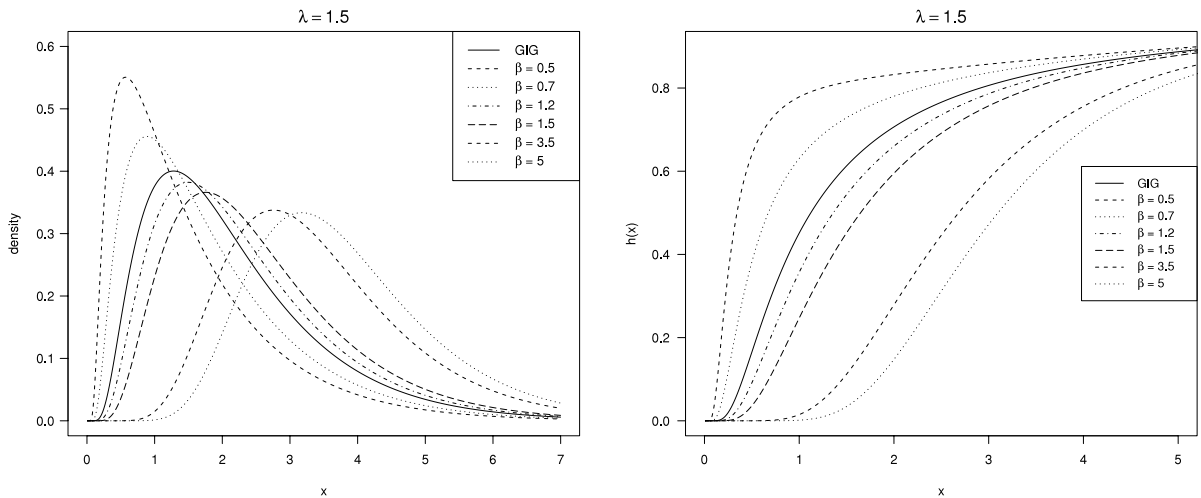 λ = 1.5
density
0.6
0.5
0.4
0.3
0.2
0.1
0.0
GIG
β = 0.5
β = 0.7
β = 1.2
β = 1.5
β = 3.5
β = 5
0 1 2 3 4 5 6 7
x
λ = 1.5
h(x)
0.8
0.6
0.4
0.2
0.0
GIG
β = 0.5
β = 0.7
β = 1.2
β = 1.5
β = 3.5
β = 5
0 1 2 3 4 5
x